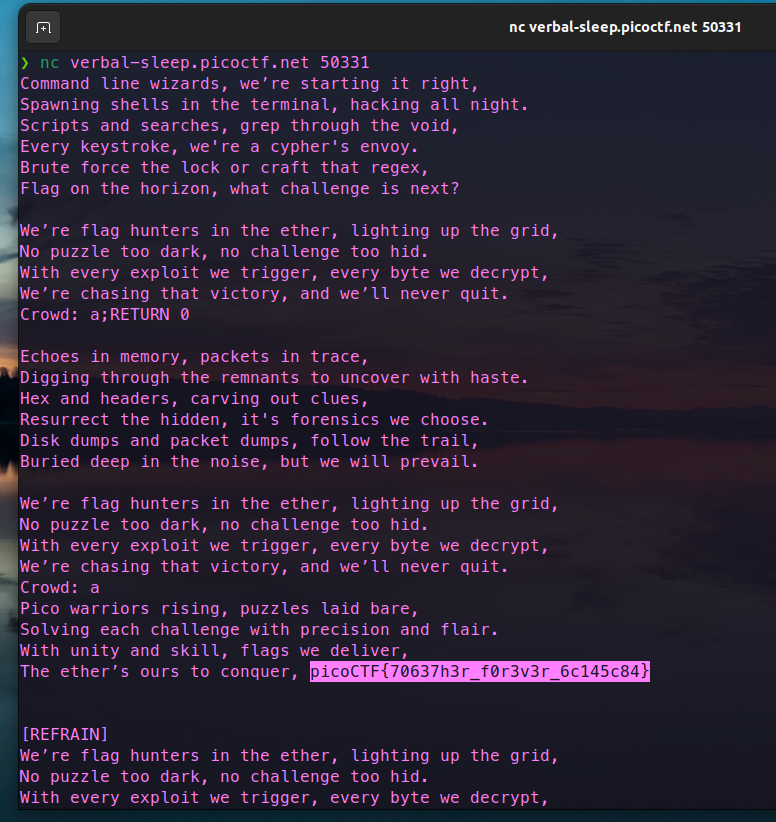 nc verbal-sleep.picoctf.net 50331
❯ nc verbal-sleep.picoctf.net 50331
Command line wizards, we’re starting it right,
Spawning shells in the terminal, hacking all night.
Scripts and searches, grep through the void,
Every keystroke, we're a cypher's envoy.
Brute force the lock or craft that regex,
Flag on the horizon, what challenge is next?
We’re flag hunters in the ether, lighting up the grid,
No puzzle too dark, no challenge too hid.
With every exploit we trigger, every byte we decrypt,
We’re chasing that victory, and we’ll never quit.
Crowd: a;RETURN 0
Echoes in memory, packets in trace,
Digging through the remnants to uncover with haste.
Hex and headers, carving out clues,
Resurrect the hidden, it's forensics we choose.
Disk dumps and packet dumps, follow the trail,
Buried deep in the noise, but we will prevail.
We’re flag hunters in the ether, lighting up the grid,
No puzzle too dark, no challenge too hid.
With every exploit we trigger, every byte we decrypt,
We’re chasing that victory, and we’ll never quit.
Crowd: a
Pico warriors rising, puzzles laid bare,
Solving each challenge with precision and flair.
With unity and skill, flags we deliver,
The ether’s ours to conquer, picoCTF{70637h3r_f0r3v3r_6c145c84}
[REFRAIN]
We’re flag hunters in the ether, lighting up the grid,
No puzzle too dark, no challenge too hid.
With every exploit we trigger, every byte we decrypt,